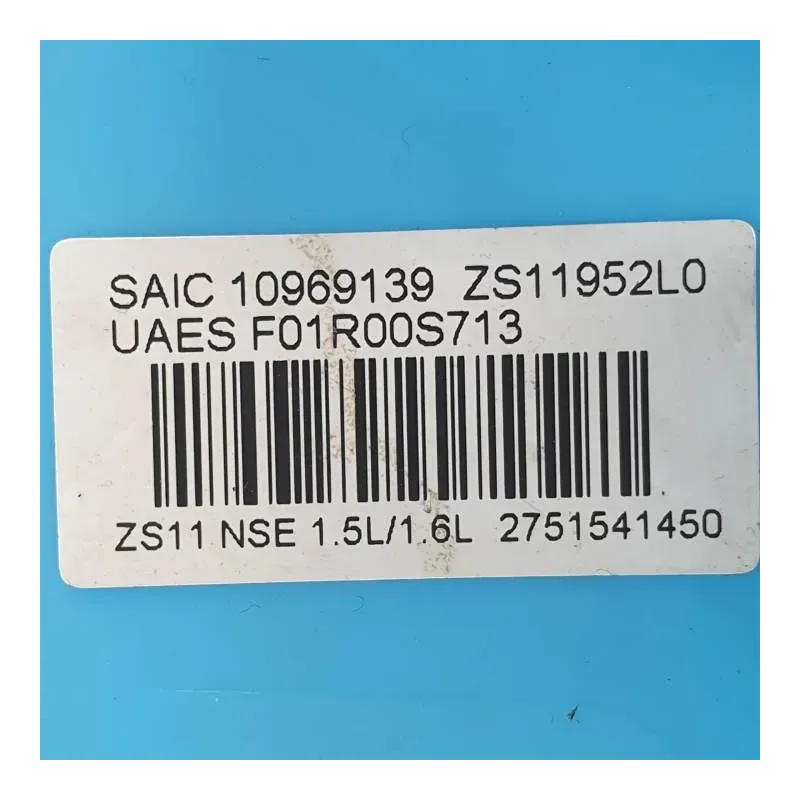 SAIC 10969139 ZS11952L0
UAES F01R00S713
ZS11 NSE 1.5L/1.6L 2751541450